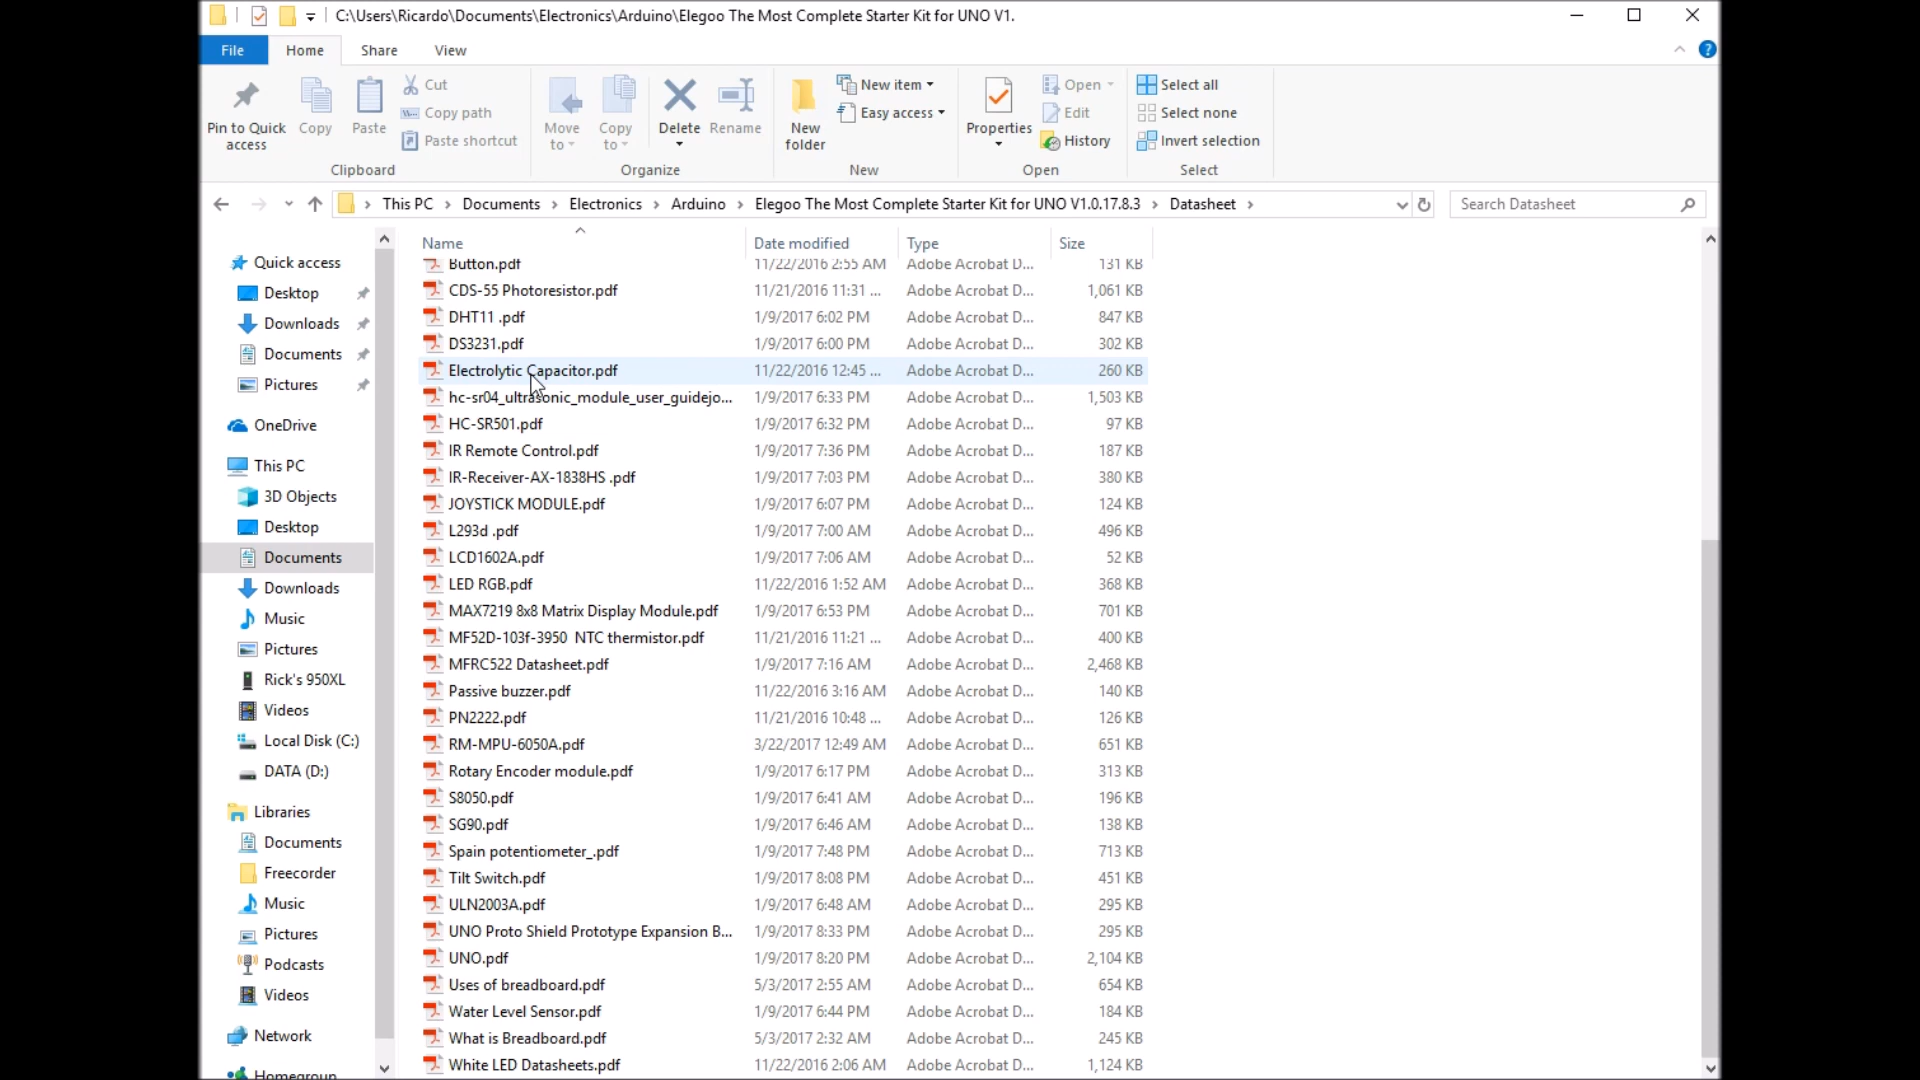 C:\Users\Ricardo\Documents\Electronics\Arduino\Elegoo The Most Complete Starter Kit for UNO V1.
File Home Share View
Pin to Quick access
Copy
Paste
Cut
Copy path
Paste shortcut
Clipboard
Move to
Copy to
Delete
Rename
Organize
New folder
New item
Easy access
New
Properties
Open
Edit
History
Open
Select all
Select none
Invert selection
Select
This PC > Documents > Electronics > Arduino > Elegoo The Most Complete Starter Kit for UNO V1.0.17.8.3 > Datasheet >
Search Datasheet
Quick access
Desktop
Downloads
Documents
Pictures
OneDrive
This PC
3D Objects
Desktop
Documents
Downloads
Music
Pictures
Rick's 950XL
Videos
Local Disk (C:)
DATA (D:)
Libraries
Documents
Freecorder
Music
Pictures
Podcasts
Videos
Network
Homegroup
Name Date modified Type Size
Button.pdf 11/22/2016 2:55 AM Adobe Acrobat D... 131 KB
CDS-55 Photoresistor.pdf 11/21/2016 11:31 ... Adobe Acrobat D... 1,061 KB
DHT11 .pdf 1/9/2017 6:02 PM Adobe Acrobat D... 847 KB
DS3231.pdf 1/9/2017 6:00 PM Adobe Acrobat D... 302 KB
Electrolytic Capacitor.pdf 11/22/2016 12:45 ... Adobe Acrobat D... 260 KB
hc-sr04_ultrasonic_module_user_guidejo... 1/9/2017 6:33 PM Adobe Acrobat D... 1,503 KB
HC-SR501.pdf 1/9/2017 6:32 PM Adobe Acrobat D... 97 KB
IR Remote Control.pdf 1/9/2017 7:36 PM Adobe Acrobat D... 187 KB
IR-Receiver-AX-1838HS .pdf 1/9/2017 7:03 PM Adobe Acrobat D... 380 KB
JOYSTICK MODULE.pdf 1/9/2017 6:07 PM Adobe Acrobat D... 124 KB
L293d .pdf 1/9/2017 7:00 AM Adobe Acrobat D... 496 KB
LCD1602A.pdf 1/9/2017 7:06 AM Adobe Acrobat D... 52 KB
LED RGB.pdf 11/22/2016 1:52 AM Adobe Acrobat D... 368 KB
MAX7219 8x8 Matrix Display Module.pdf 1/9/2017 6:53 PM Adobe Acrobat D... 701 KB
MF52D-103f-3950  NTC thermistor.pdf 11/21/2016 11:21 ... Adobe Acrobat D... 400 KB
MFRC522 Datasheet.pdf 1/9/2017 7:16 AM Adobe Acrobat D... 2,468 KB
Passive buzzer.pdf 11/22/2016 3:16 AM Adobe Acrobat D... 140 KB
PN2222.pdf 11/21/2016 10:48 ... Adobe Acrobat D... 126 KB
RM-MPU-6050A.pdf 3/22/2017 12:49 AM Adobe Acrobat D... 651 KB
Rotary Encoder module.pdf 1/9/2017 6:17 PM Adobe Acrobat D... 313 KB
S8050.pdf 1/9/2017 6:41 AM Adobe Acrobat D... 196 KB
SG90.pdf 1/9/2017 6:46 AM Adobe Acrobat D... 138 KB
Spain potentiometer_.pdf 1/9/2017 7:48 PM Adobe Acrobat D... 713 KB
Tilt Switch.pdf 1/9/2017 8:08 PM Adobe Acrobat D... 451 KB
ULN2003A.pdf 1/9/2017 6:48 AM Adobe Acrobat D... 295 KB
UNO Proto Shield Prototype Expansion B... 1/9/2017 8:33 PM Adobe Acrobat D... 295 KB
UNO.pdf 1/9/2017 8:20 PM Adobe Acrobat D... 2,104 KB
Uses of breadboard.pdf 5/3/2017 2:55 AM Adobe Acrobat D... 654 KB
Water Level Sensor.pdf 1/9/2017 6:44 PM Adobe Acrobat D... 184 KB
What is Breadboard.pdf 5/3/2017 2:32 AM Adobe Acrobat D... 245 KB
White LED Datasheets.pdf 11/22/2016 2:06 AM Adobe Acrobat D... 1,124 KB